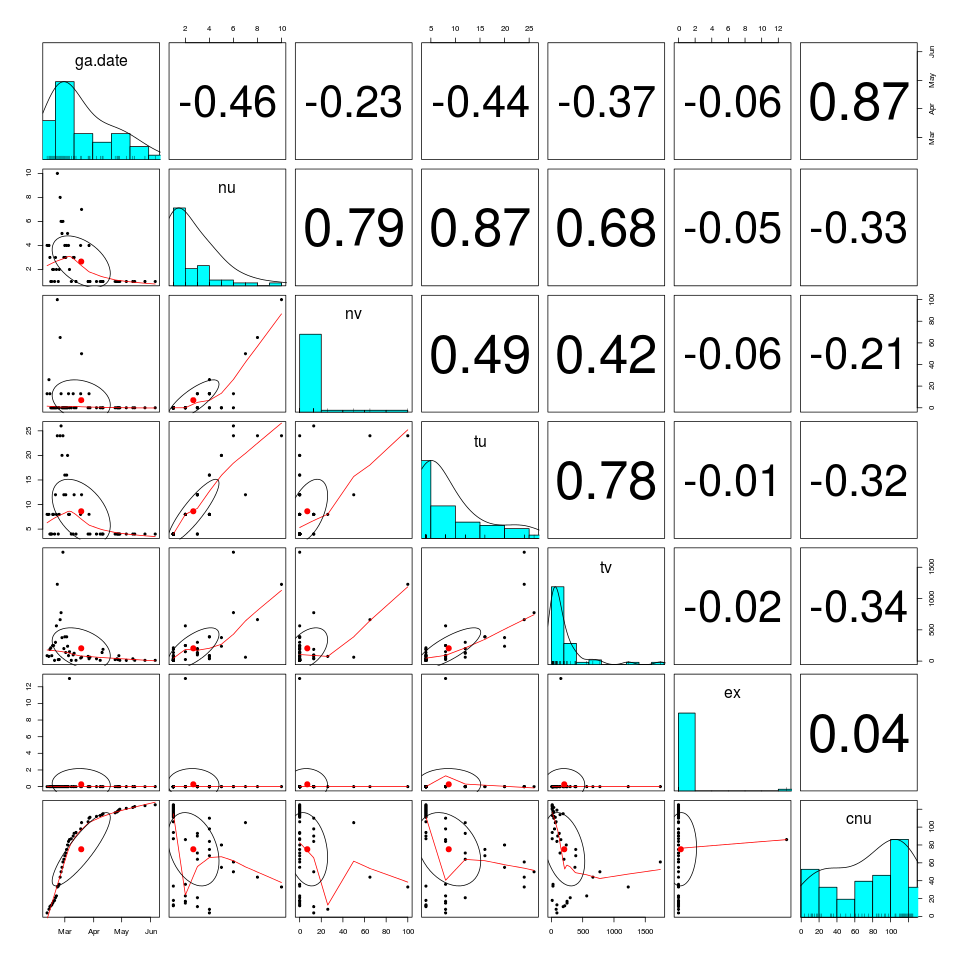 2 4 6 8 10
5 10 15 20 25
0 2 4 6 8 10 12
ga.date -0.46 -0.23 -0.44 -0.37 -0.06 0.87
Mar Apr May Jun
2 4 6 8 10
nu 0.79 0.87 0.68 -0.05 -0.33
nv 0.49 0.42 -0.06 -0.21
0 20 40 60 80 100
5 10 15 20 25
tu 0.78 -0.01 -0.32
tv -0.02 -0.34
0 500 1000 1500
0 2 4 6 8 10 12
ex 0.04
cnu
0 20 40 60 80 100
Mar Apr May Jun
0 20 40 60 80 100
0 500 1000 1500
0 20 40 60 80 100